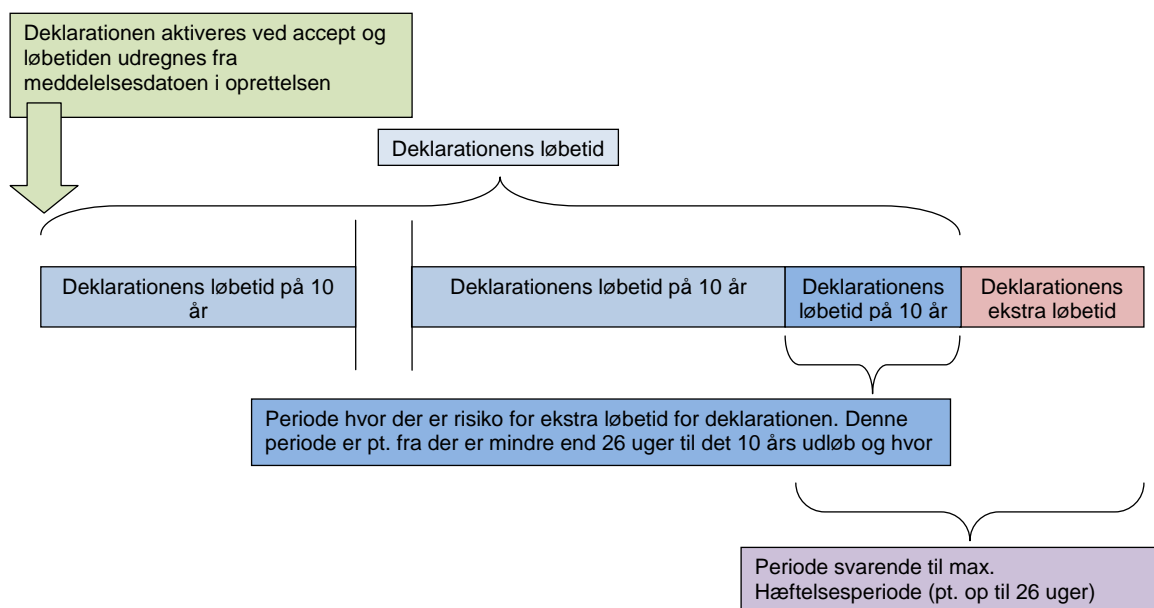 Deklarationen aktiveres ved accept og
løbetiden udregnes fra
meddelelsesdatoen i oprettelsen
Deklarationens løbetid
Deklarationens løbetid på 10
år
Deklarationens løbetid på 10 år
Deklarationens
løbetid på 10 år
Deklarationens
ekstra løbetid
Periode hvor der er risiko for ekstra løbetid for deklarationen. Denne
periode er pt. fra der er mindre end 26 uger til det 10 års udløb og hvor
Periode svarende til max.
Hæftelsesperiode (pt. op til 26 uger)